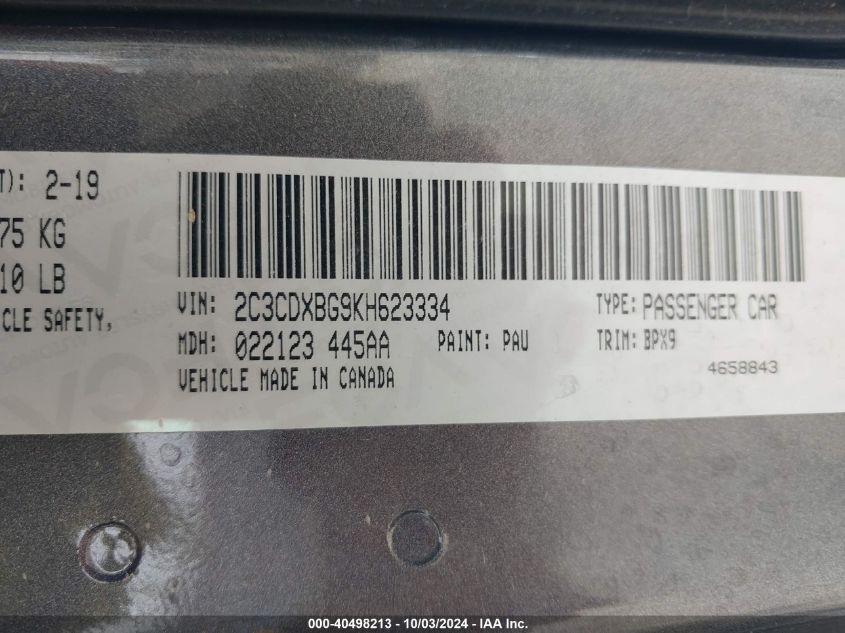 T): 2-19
75 KG
10 LB
CLE SAFETY,
VIN: 2C3CDXBG9KH623334 TYPE: PASSENGER CAR
MDH: 022123 445AA PAINT: PAU TRIM: BPX9
VEHICLE MADE IN CANADA 4658843
000-40498213 - 10/03/2024 - IAA Inc.